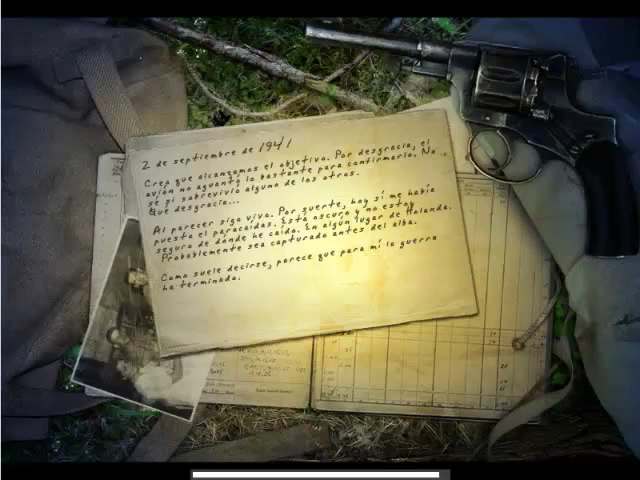 2 de septiembre de 1941
Creo que alcanzamos el objetivo. Por desgracia, el
avión no aguantó lo bastante para confirmarlo. No
se si sobrevivió alguno de los otros.
Qué desgracia...
Al parecer sigo vivo. Por suerte, hoy sí me había
puesto el paracaídas. Está oscuro y no estoy
segura de dónde he caído. En algún lugar de Holanda.
Probablemente sea capturada antes del alba.
Como suele decirse, parece que para mí la guerra
ha terminado.